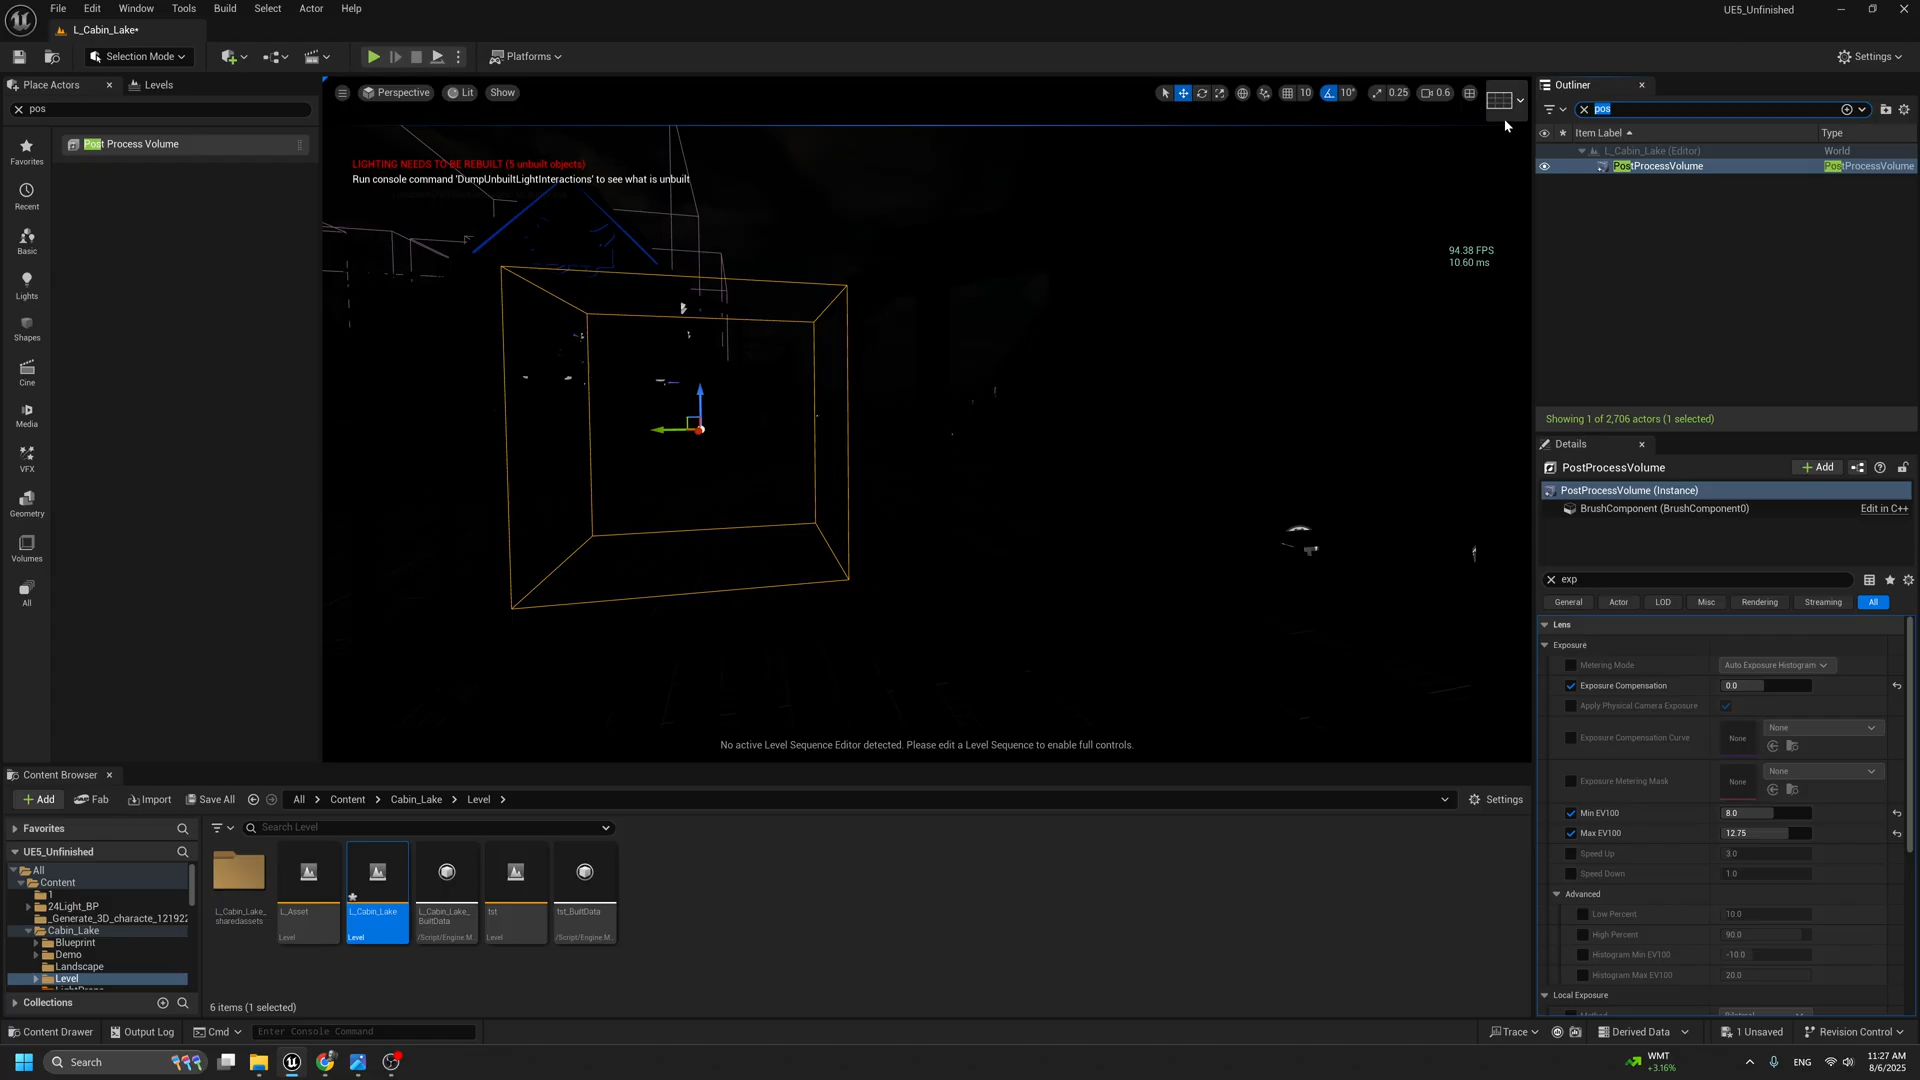 File Edit Window Tools Build Select Actor Help
UE5_Unfinished
L_Cabin_Lake*
Selection Mode
Platforms
Settings
Place Actors
Levels
pos
Post Process Volume
Favorites
Recent
Basic
Lights
Shapes
Cine
Media
VFX
Geometry
Volumes
All
Perspective
Lit
Show
10
10°
0.25
0.6
LIGHTING NEEDS TO BE REBUILT (5 unbuilt objects)
Run console command 'DumpUnbuiltLightInteractions' to see what is unbuilt
94.38 FPS
10.60 ms
No active Level Sequence Editor detected. Please edit a Level Sequence to enable full controls.
Outliner
pos
Item Label
Type
L_Cabin_Lake (Editor)
World
PostProcessVolume
PostProcessVolume
Showing 1 of 2,706 actors (1 selected)
Details
PostProcessVolume
Add
PostProcessVolume (Instance)
BrushComponent (BrushComponent0)
Edit in C++
exp
General
Actor
LOD
Misc
Rendering
Streaming
All
Lens
Exposure
Metering Mode
Auto Exposure Histogram
Exposure Compensation
0.0
Apply Physical Camera Exposure
Exposure Compensation Curve
None
None
Exposure Metering Mask
None
None
Min EV100
8.0
Max EV100
12.75
Speed Up
3.0
Speed Down
1.0
Advanced
Low Percent
10.0
High Percent
90.0
Histogram Min EV100
-10.0
Histogram Max EV100
20.0
Local Exposure
Content Browser
Add
Fab
Import
Save All
All > Content > Cabin_Lake > Level >
Settings
Favorites
Search Level
UE5_Unfinished
All
Content
1
24Light_BP
_Generate_3D_characte_121922
Cabin_Lake
Blueprint
Demo
Landscape
Level
Collections
L_Cabin_Lake_
sharedassets
L_Asset
Level
L_Cabin_Lake
Level
L_Cabin_Lake_
BuiltData
/Script/Engine.M...
tst
Level
tst_BuiltData
/Script/Engine.M...
6 items (1 selected)
Content Drawer
Output Log
Cmd
Enter Console Command
Trace
Derived Data
1 Unsaved
Revision Control
Search
WMT
+3.16%
ENG
11:27 AM
8/6/2025